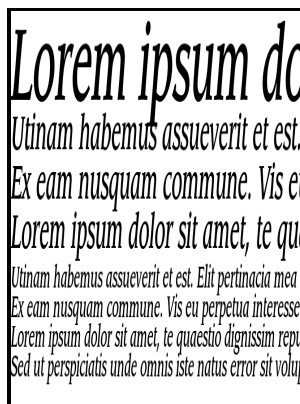 Lorem ipsum do
Utinam habemus assueverit et est.
Ex eam nusquam commune. Vis e
Lorem ipsum dolor sit amet, te qu
Utinam habemus assueverit et est. Elit pertinacia mea
Ex eam nusquam commune. Vis eu perpetua interesse
Lorem ipsum dolor sit amet, te quaestio dignissim repu
Sed ut perspiciatis unde omnis iste natus error sit volup